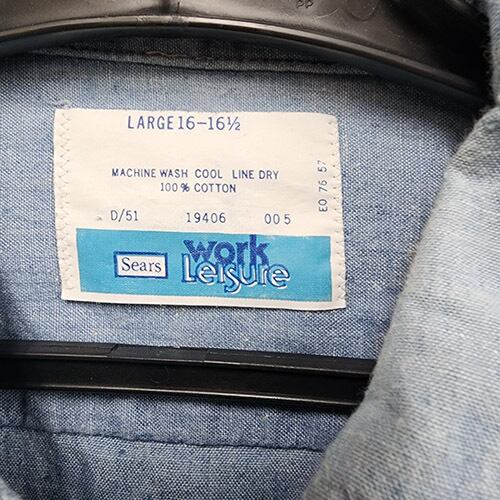 LARGE 16-16½
MACHINE WASH COOL LINE DRY
100% COTTON
D/51 19406 005
EO 76 57
Sears
work
Leisure
PP